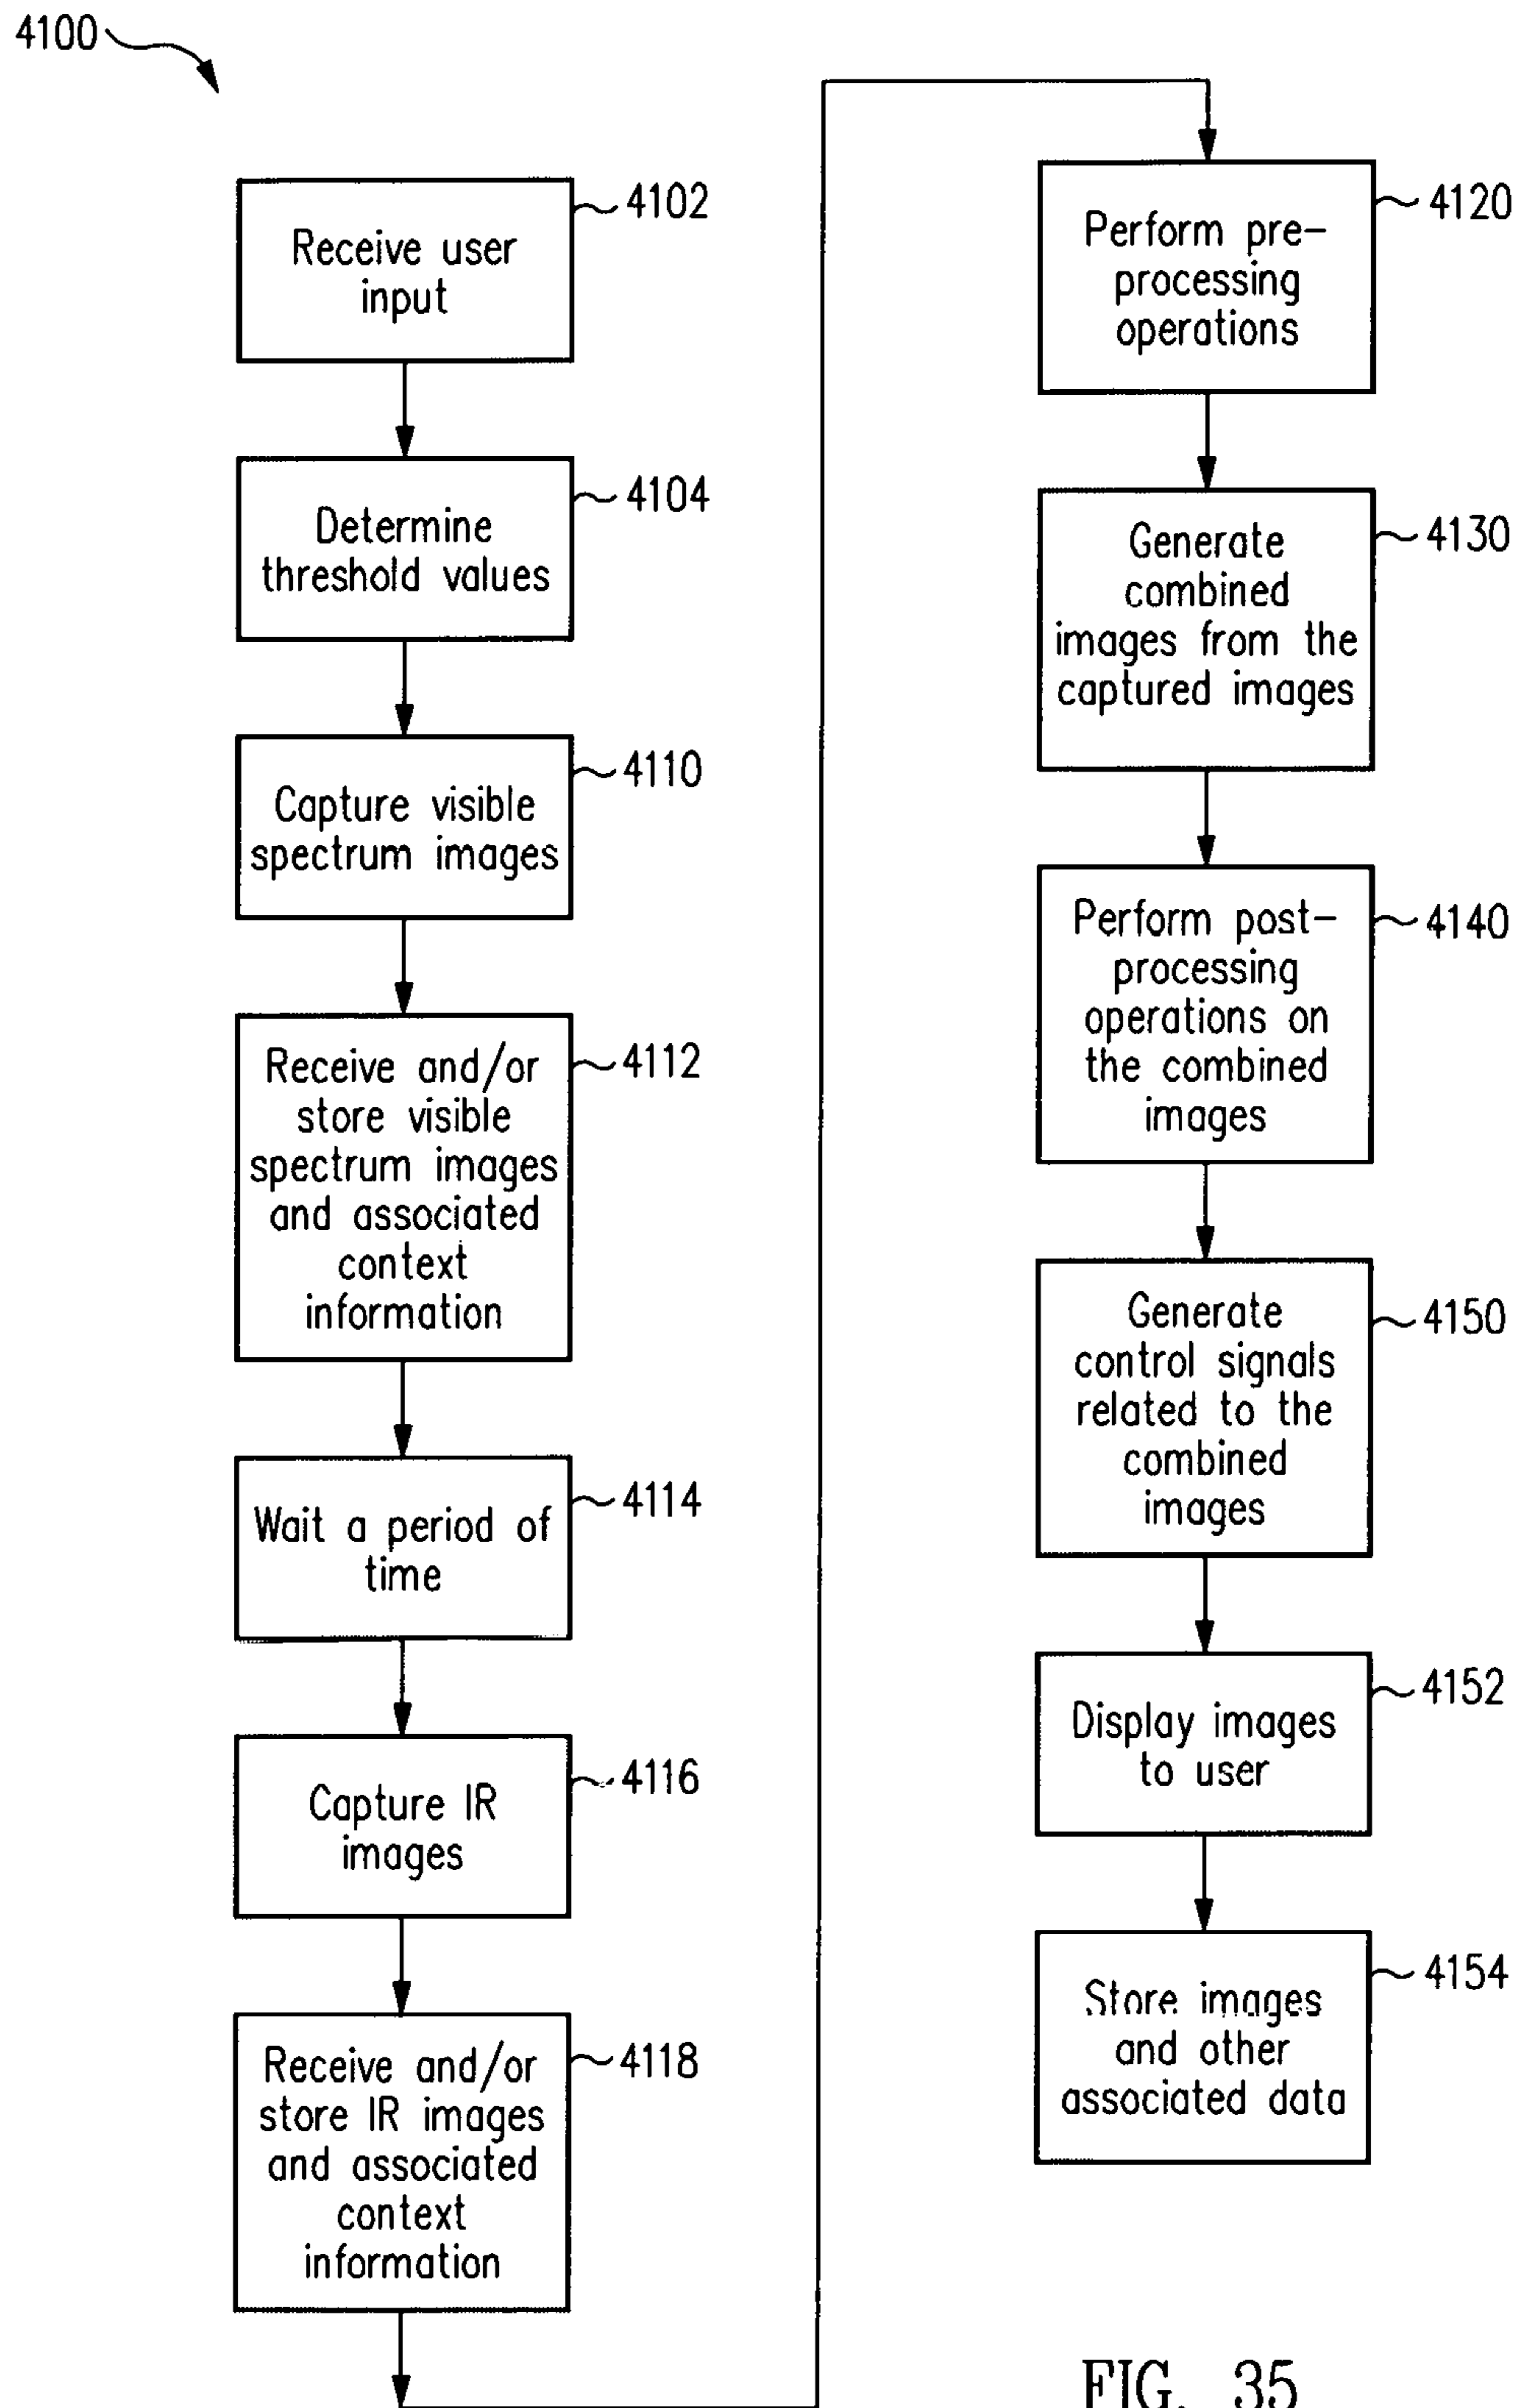 4100
4102
Receive user
input
4104
Determine
threshold values
4110
Capture visible
spectrum images
4112
Receive and/or
store visible
spectrum images
and associated
context
information
4114
Wait a period of
time
4116
Capture IR
images
4118
Receive and/or
store IR images
and associated
context
information
4120
Perform pre-
processing
operations
4130
Generate
combined
images from the
captured images
4140
Perform post-
processing
operations on
the combined
images
4150
Generate
control signals
related to the
combined
images
4152
Display images
to user
4154
Store images
and other
associated data
FIG. 35